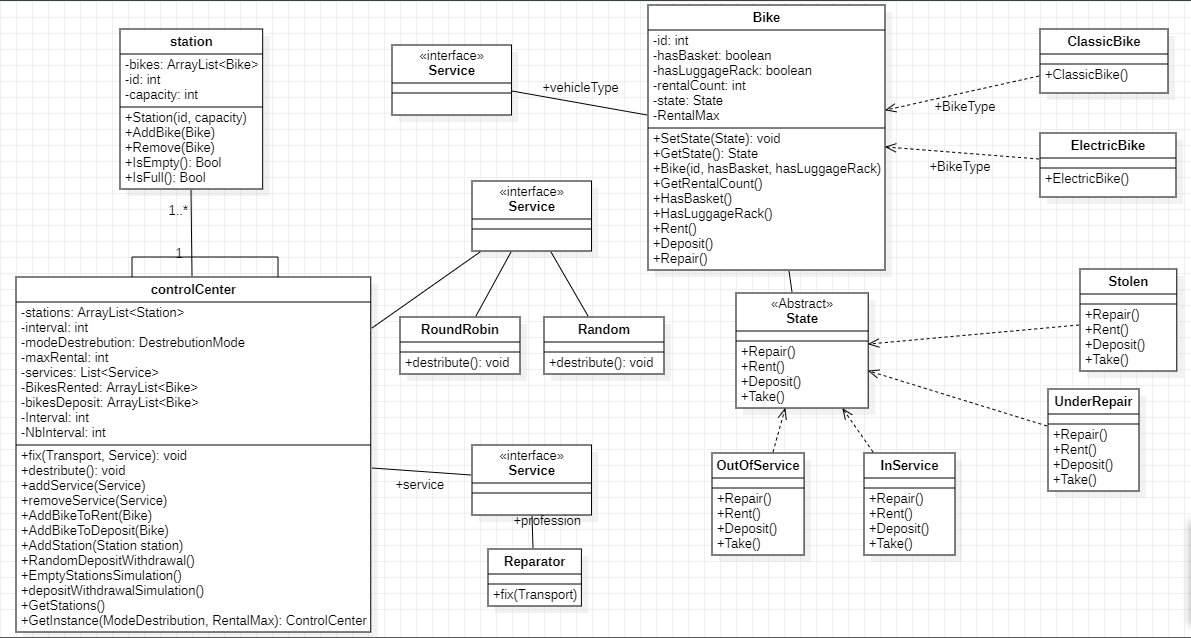 station
-bikes: ArrayList<Bike>
-id: int
-capacity: int
+Station(id, capacity)
+AddBike(Bike)
+Remove(Bike)
+IsEmpty(): Bool
+IsFull(): Bool
1..*
1
controlCenter
-stations: ArrayList<Station>
-interval: int
-modeDestrebution: DestrebutionMode
-maxRental: int
-services: List<Service>
-BikesRented: ArrayList<Bike>
-bikesDeposit: ArrayList<Bike>
-Interval: int
-NbInterval: int
+fix(Transport, Service): void
+destribute(): void
+addService(Service)
+removeService(Service)
+AddBikeToRent(Bike)
+AddBikeToDeposit(Bike)
+AddStation(Station station)
+RandomDepositWithdrawal()
+EmptyStationsSimulation()
+depositWithdrawalSimulation()
+GetStations()
+GetInstance(ModeDestribution, RentalMax): ControlCenter
«interface»
Service
+vehicleType
«interface»
Service
RoundRobin
+destribute(): void
Random
+destribute(): void
+service
«interface»
Service
+profession
Reparator
+fix(Transport)
Bike
-id: int
-hasBasket: boolean
-hasLuggageRack: boolean
-rentalCount: int
-state: State
-RentalMax
+SetState(State): void
+GetState(): State
+Bike(id, hasBasket, hasLuggageRack)
+GetRentalCount()
+HasBasket()
+HasLuggageRack()
+Rent()
+Deposit()
+Repair()
ClassicBike
+ClassicBike()
+BikeType
ElectricBike
+ElectricBike()
+BikeType
«Abstract»
State
+Repair()
+Rent()
+Deposit()
+Take()
Stolen
+Repair()
+Rent()
+Deposit()
+Take()
UnderRepair
+Repair()
+Rent()
+Deposit()
+Take()
OutOfService
+Repair()
+Rent()
+Deposit()
+Take()
InService
+Repair()
+Rent()
+Deposit()
+Take()